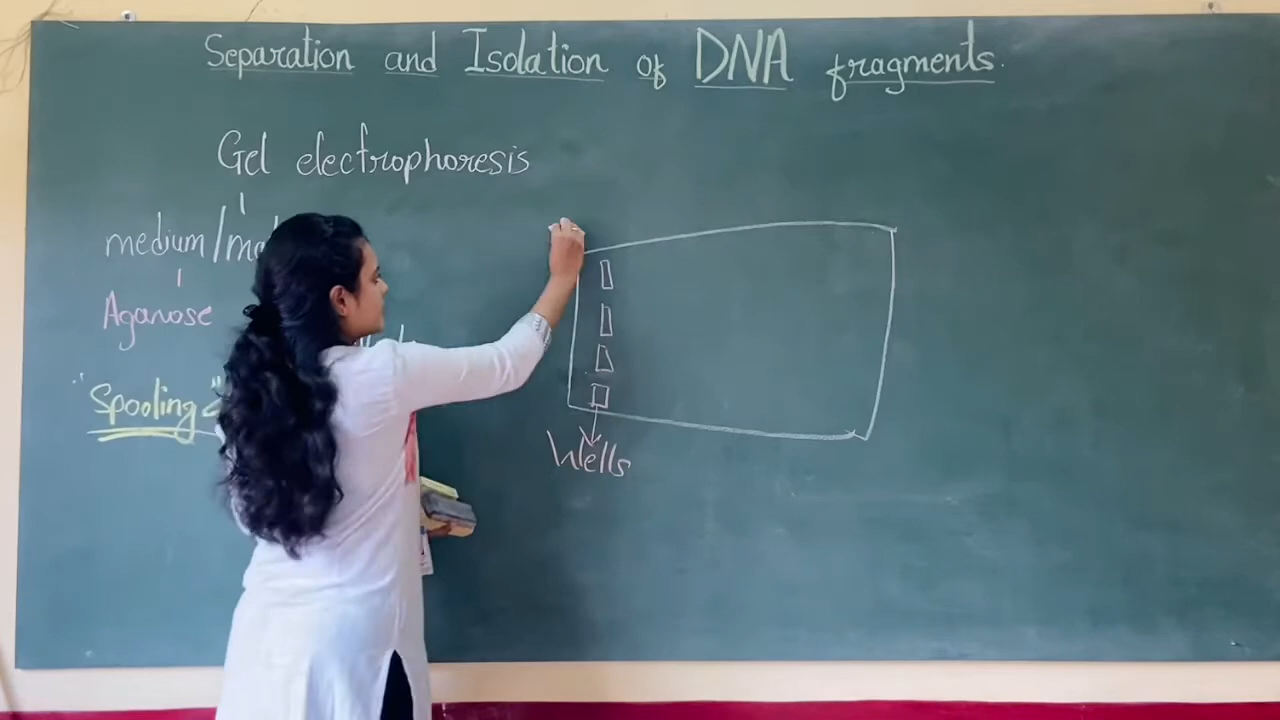 Separation and Isolation of DNA fragments.
Gel electrophoresis
medium/
Agarose
"Spooling"
Wells